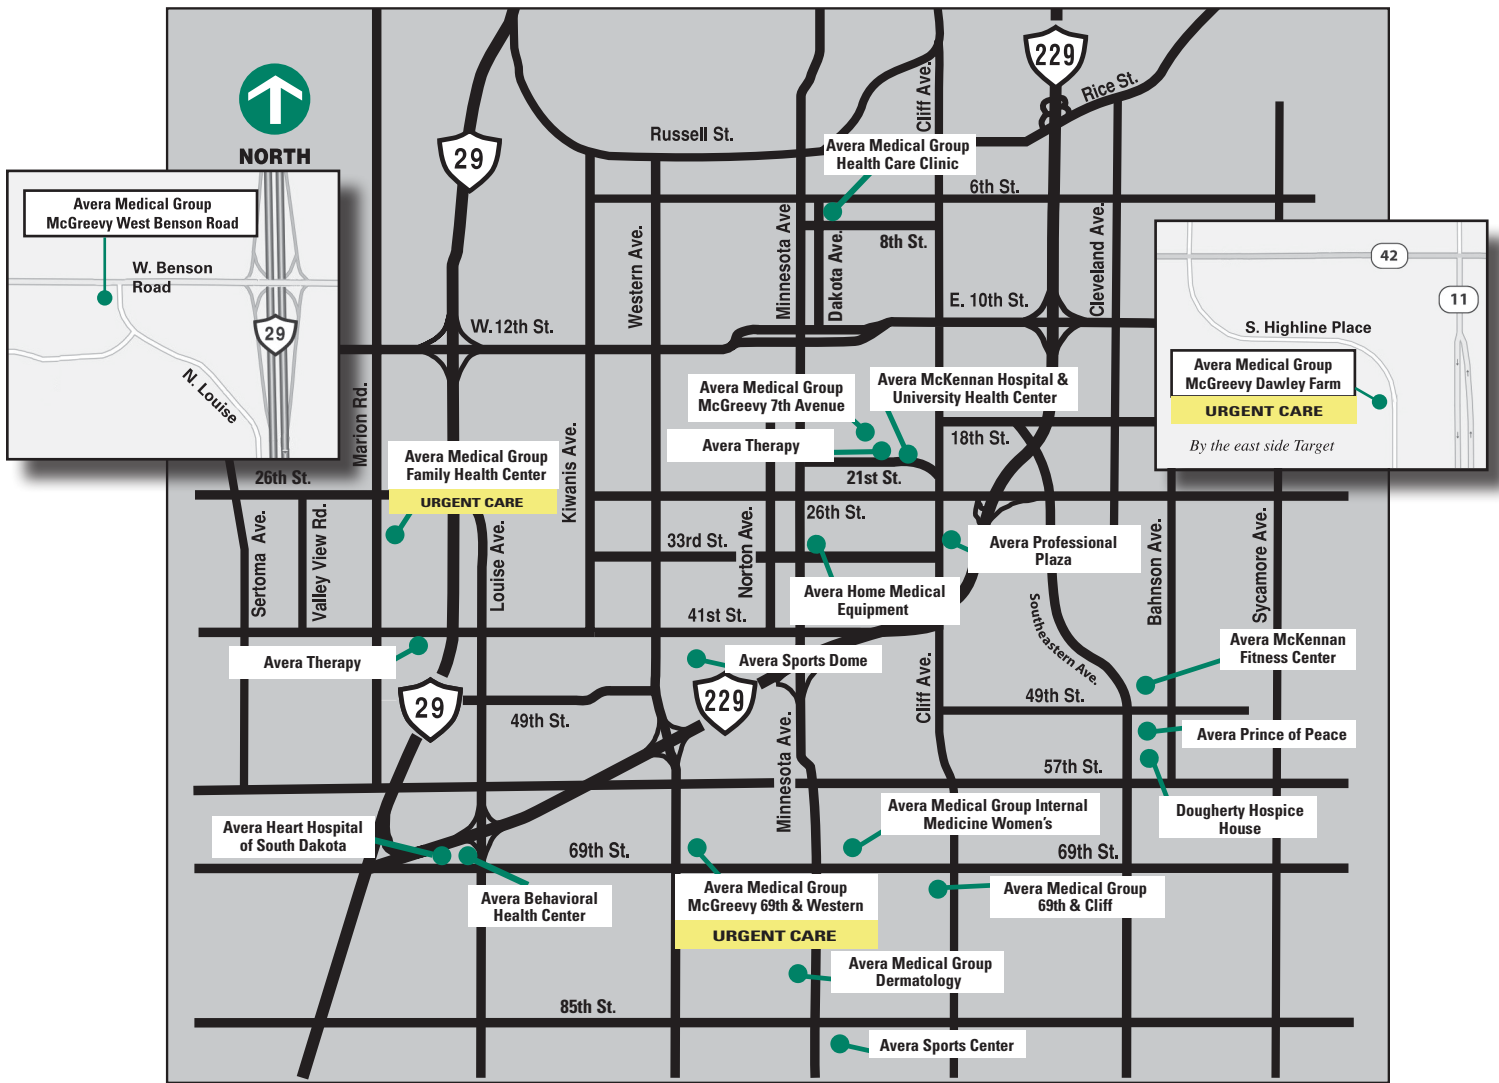 229
Cliff Ave.
Rice St.
Russell St.
NORTH
29
Avera Medical Group
Health Care Clinic
6th St.
Avera Medical Group
McGreevy West Benson Road
W. Benson
Road
29
N. Louise
Western Ave.
Minnesota Ave
Dakota Ave.
8th St.
Cleveland Ave.
42
11
S. Highline Place
Avera Medical Group
McGreevy Dawley Farm
URGENT CARE
By the east side Target
E. 10th St.
W. 12th St.
Marion Rd.
Avera Medical Group
McGreevy 7th Avenue
Avera McKennan Hospital &
University Health Center
Avera Therapy
18th St.
21st St.
Kiwanis Ave.
Avera Medical Group
Family Health Center
URGENT CARE
26th St.
26th St.
Sertoma Ave.
Valley View Rd.
Louise Ave.
33rd St.
Norton Ave.
Avera Professional
Plaza
Bahnson Ave.
Sycamore Ave.
Avera Home Medical
Equipment
41st St.
Southeastern Ave.
Avera McKennan
Fitness Center
Avera Therapy
Avera Sports Dome
Cliff Ave.
29
229
49th St.
49th St.
Avera Prince of Peace
Minnesota Ave.
57th St.
Avera Medical Group Internal
Medicine Women's
Dougherty Hospice
House
Avera Heart Hospital
of South Dakota
69th St.
69th St.
Avera Behavioral
Health Center
Avera Medical Group
McGreevy 69th & Western
URGENT CARE
Avera Medical Group
69th & Cliff
Avera Medical Group
Dermatology
85th St.
Avera Sports Center